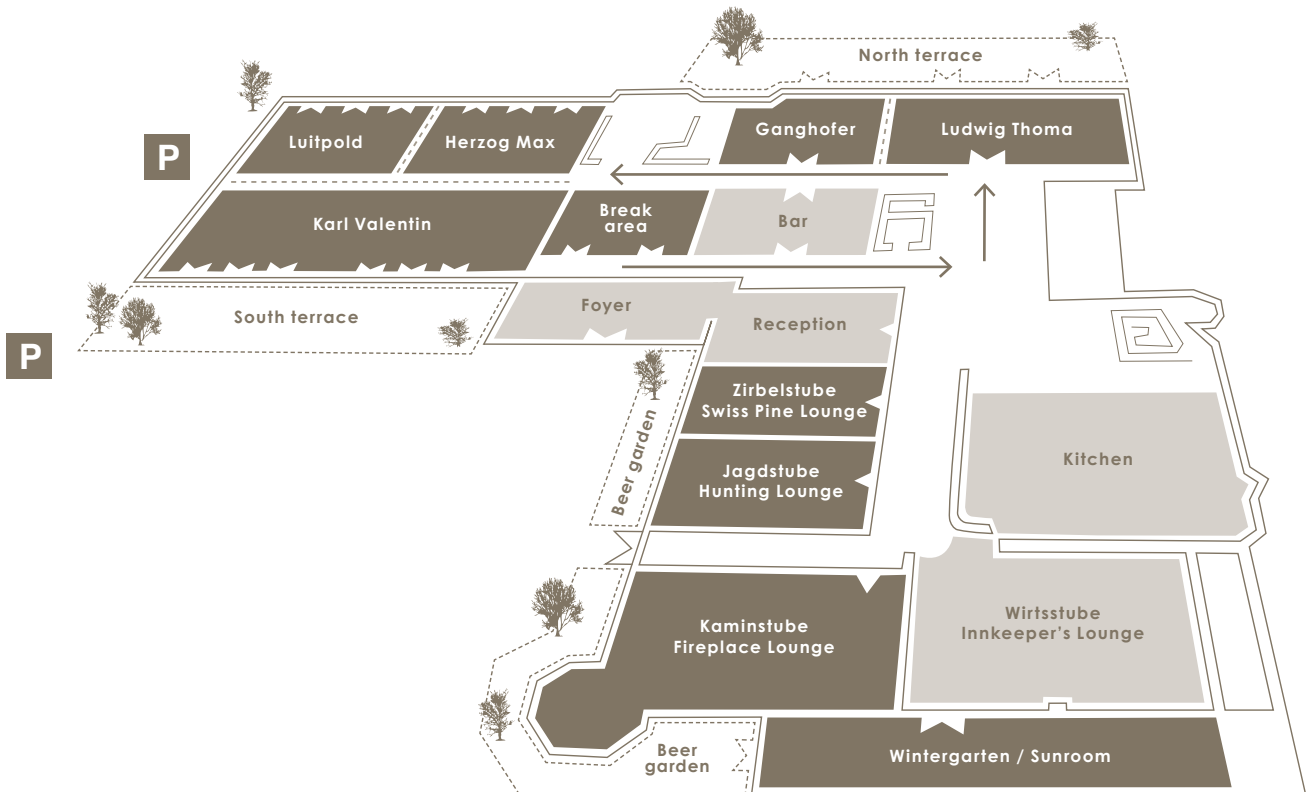 North terrace
P
Luitpold
Herzog Max
Ganghofer
Ludwig Thoma
Karl Valentin
Break
area
Bar
South terrace
Foyer
Reception
P
Zirbelstube
Swiss Pine Lounge
Beer garden
Jagdstube
Hunting Lounge
Kitchen
Kaminstube
Fireplace Lounge
Wirtsstube
Innkeeper's Lounge
Beer
garden
Wintergarten / Sunroom